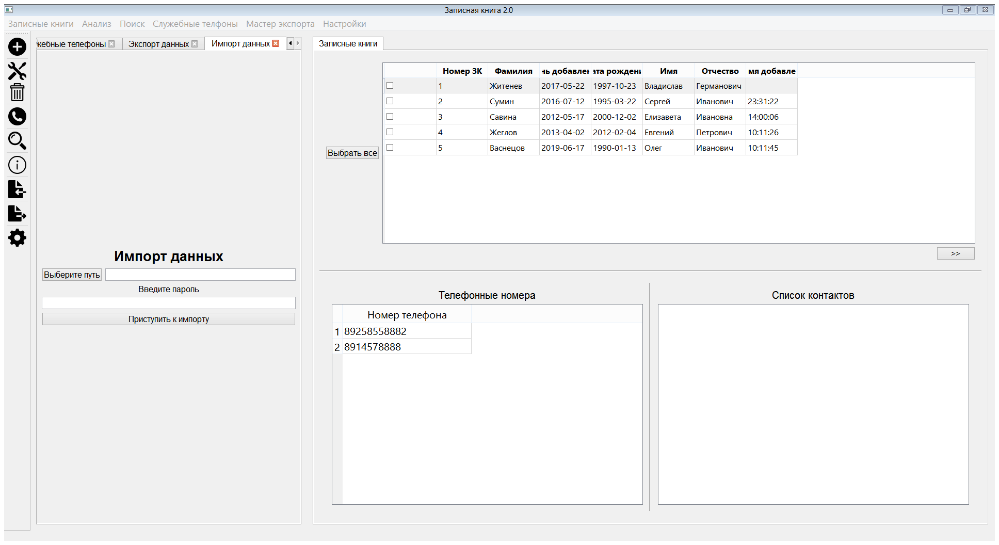 Записная книга 2.0
Записные книги Анализ Поиск Служебные телфоны Мастер экспорта Настройки
жебные телефоны Экспорт данных Импорт данных
Записные книги
Номер ЗК Фамилия нь добавлен ата рождени Имя Отчество мя добавле
1 Житенев 2017-05-22 1997-10-23 Владислав Германович
2 Сумин 2016-07-12 1995-03-22 Сергей Иванович 23:31:22
3 Савина 2012-05-17 2000-12-02 Елизавета Ивановна 14:00:06
4 Жеглов 2013-04-02 2012-02-04 Евгений Петрович 10:11:26
5 Васнецов 2019-06-17 1990-01-13 Олег Иванович 10:11:45
Выбрать все
>>
Импорт данных
Выберите путь
Введите пароль
Приступить к импорту
Телефонные номера
Номер телефона
1 89258558882
2 8914578888
Список контактов